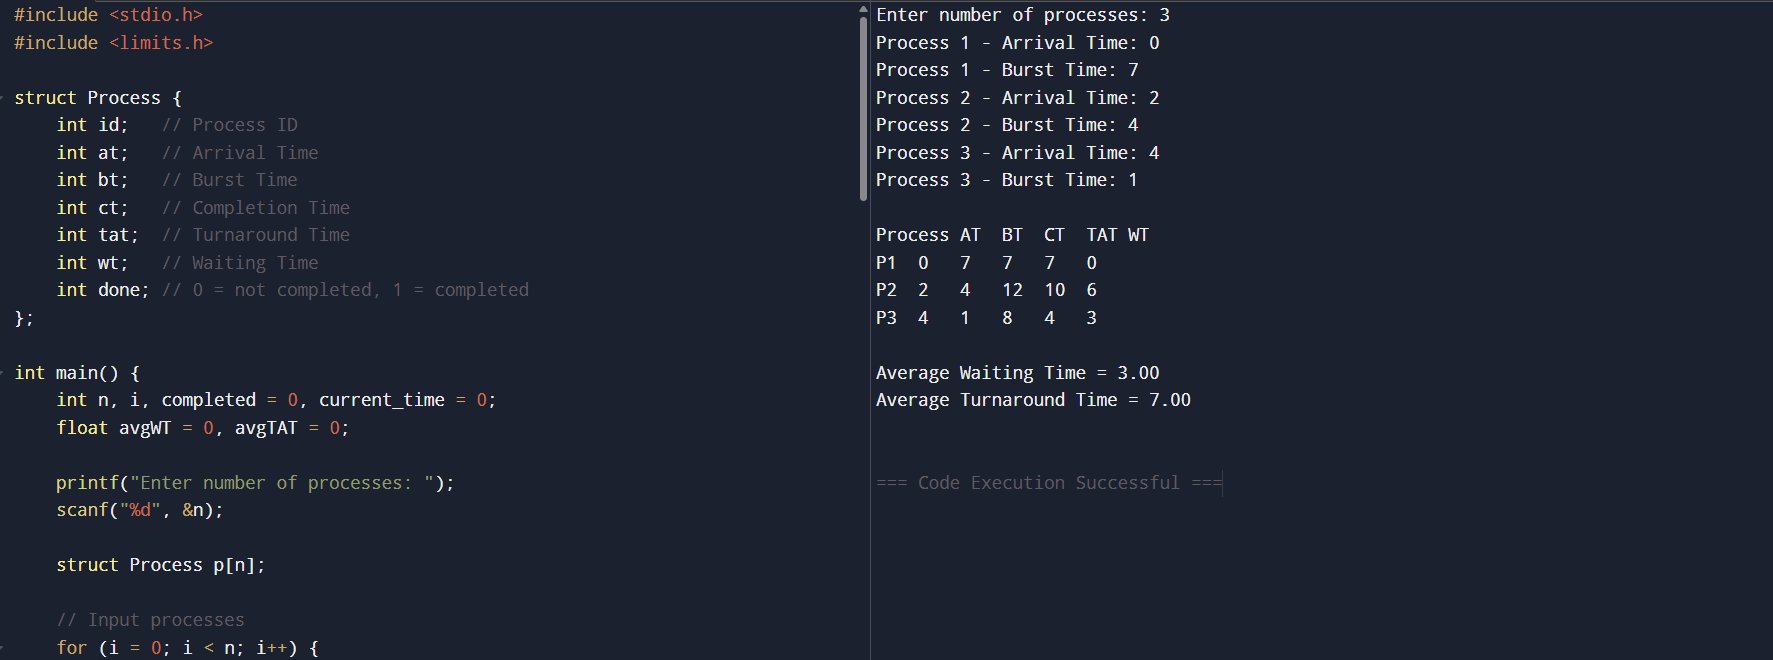 #include <stdio.h>
#include <limits.h>
struct Process {
    int id;   // Process ID
    int at;   // Arrival Time
    int bt;   // Burst Time
    int ct;   // Completion Time
    int tat;  // Turnaround Time
    int wt;   // Waiting Time
    int done; // 0 = not completed, 1 = completed
};
int main() {
    int n, i, completed = 0, current_time = 0;
    float avgWT = 0, avgTAT = 0;
    printf("Enter number of processes: ");
    scanf("%d", &n);
    struct Process p[n];
    // Input processes
    for (i = 0; i < n; i++) {
Enter number of processes: 3
Process 1 - Arrival Time: 0
Process 1 - Burst Time: 7
Process 2 - Arrival Time: 2
Process 2 - Burst Time: 4
Process 3 - Arrival Time: 4
Process 3 - Burst Time: 1
Process AT  BT  CT  TAT WT
P1  0   7   7   7   0
P2  2   4   12  10  6
P3  4   1   8   4   3
Average Waiting Time = 3.00
Average Turnaround Time = 7.00
=== Code Execution Successful ===